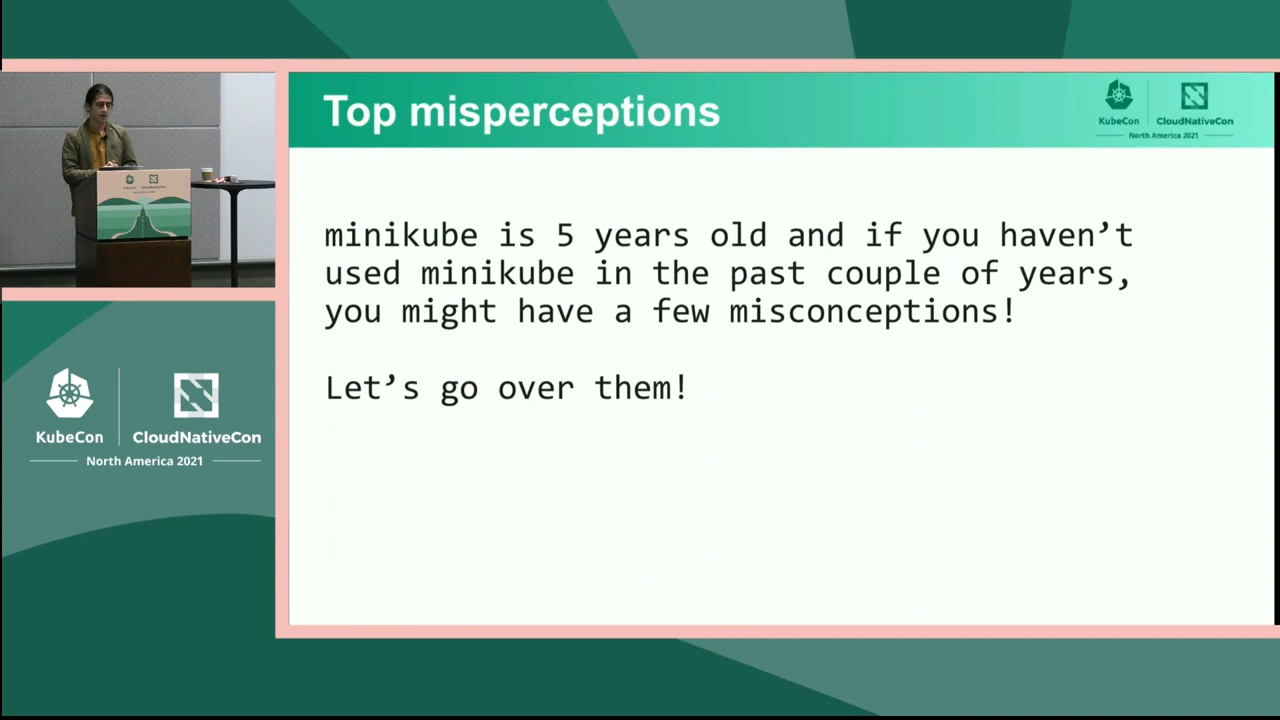 Top misperceptions
KubeCon
CloudNativeCon
North America 2021
minikube is 5 years old and if you haven’t
used minikube in the past couple of years,
you might have a few misconceptions!
Let’s go over them!
KubeCon
CloudNativeCon
North America 2021